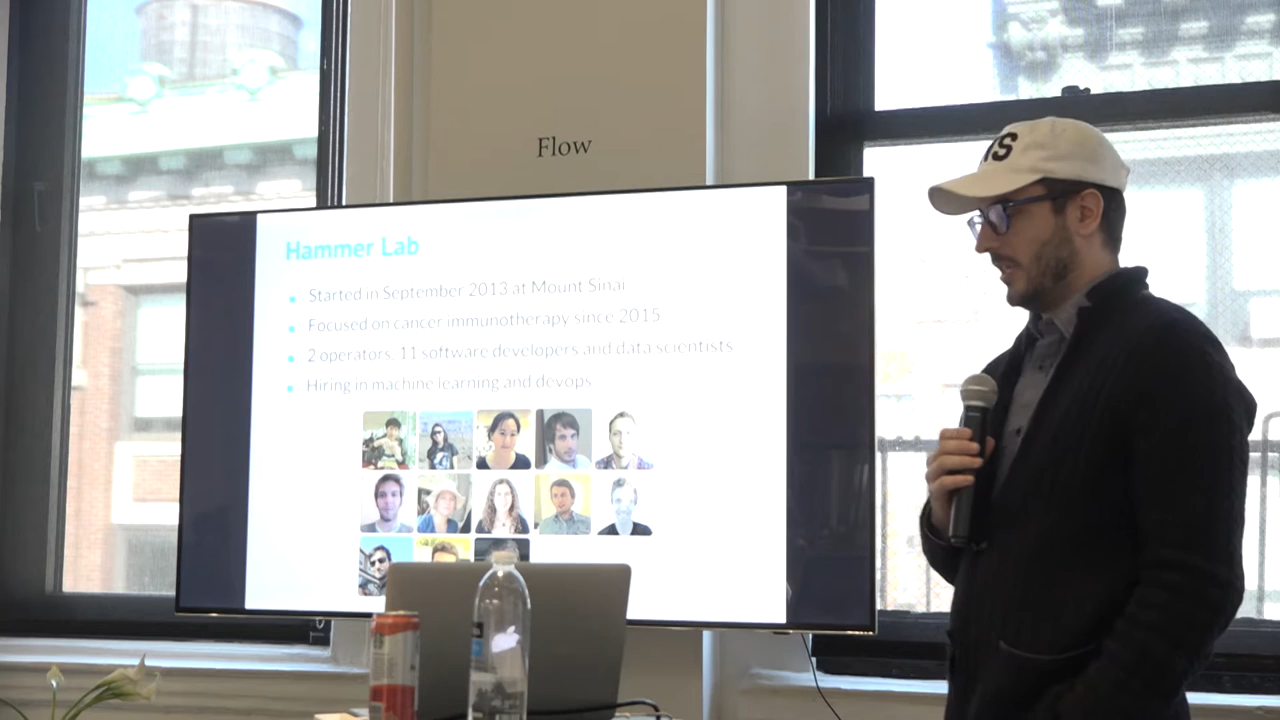 Flow
Hammer Lab
Started in September 2013 at Mount Sinai
Focused on cancer immunotherapy since 2015
2 operators, 11 software developers and data scientists
Hiring in machine learning and devops